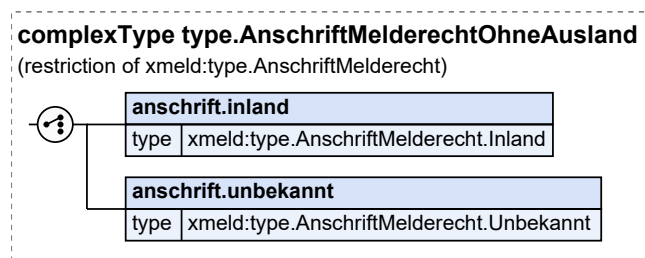 complexType type.AnschriftMelderechtOhneAusland
(restriction of xmeld:type.AnschriftMelderecht)
anschrift.inland
type xmeld:type.AnschriftMelderecht.Inland
anschrift.unbekannt
type xmeld:type.AnschriftMelderecht.Unbekannt